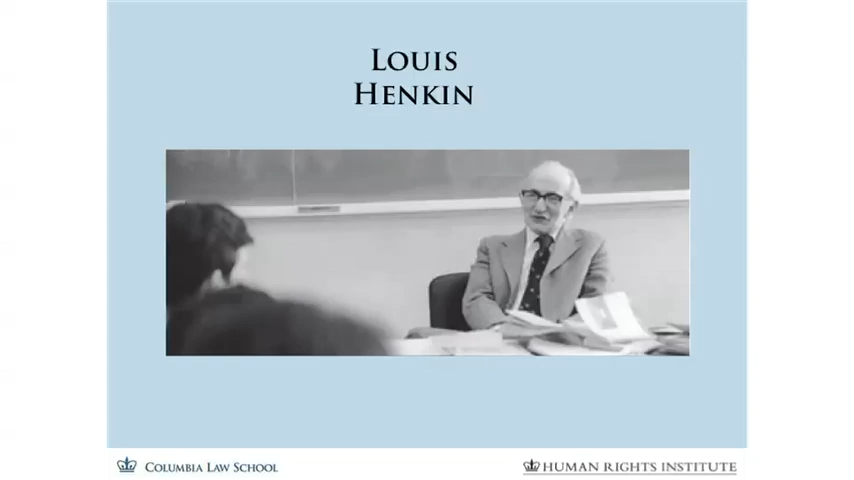 Louis
Henkin
Columbia Law School
HUMAN RIGHTS INSTITUTE